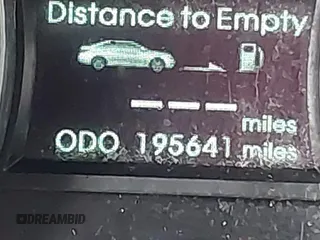 Distance to Empty
--- miles
ODO 195641 miles
DREAMBID